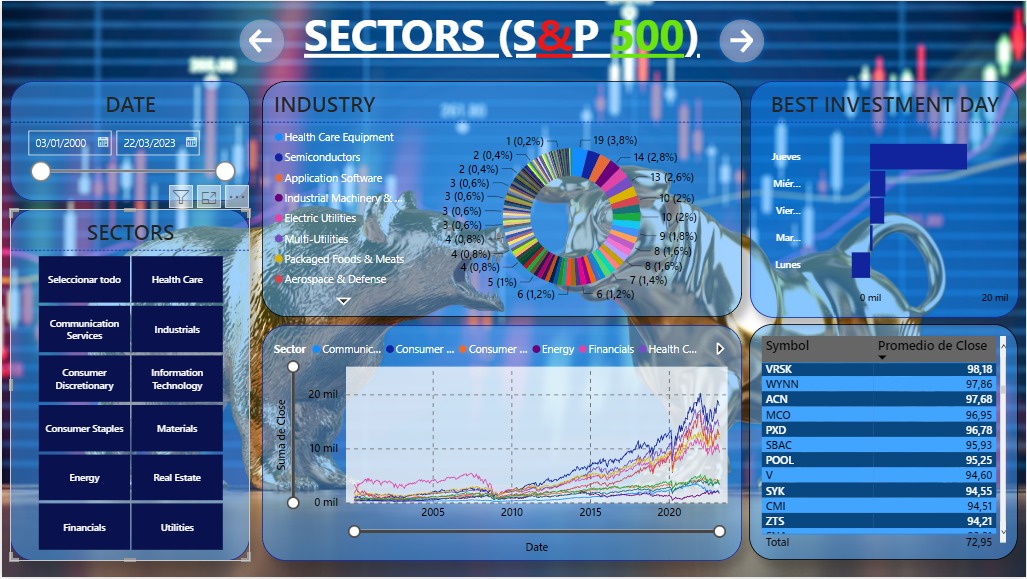 SECTORS (S&P 500)
DATE
03/01/2000
22/03/2023
SECTORS
Seleccionar todo
Health Care
Communication
Services
Industrials
Consumer
Discretionary
Information
Technology
Consumer Staples
Materials
Energy
Real Estate
Financials
Utilities
INDUSTRY
Health Care Equipment
Semiconductors
Application Software
Industrial Machinery & ...
Electric Utilities
Multi-Utilities
Packaged Foods & Meats
Aerospace & Defense
19 (3,8%)
14 (2,8%)
13 (2,6%)
10 (2%)
10 (2%)
9 (1,8%)
8 (1,6%)
8 (1,6%)
7 (1,4%)
6 (1,2%)
6 (1,2%)
5 (1%)
4 (0,8%)
4 (0,8%)
4 (0,8%)
3 (0,6%)
3 (0,6%)
3 (0,6%)
3 (0,6%)
2 (0,4%)
2 (0,4%)
1 (0,2%)
BEST INVESTMENT DAY
Jueves
Miér...
Vier...
Mar...
Lunes
0 mil
20 mil
Sector
Communic...
Consumer ...
Consumer ...
Energy
Financials
Health C...
Suma de Close
20 mil
10 mil
0 mil
2005
2010
2015
2020
Date
Symbol Promedio de Close
VRSK 98,18
WYNN 97,86
ACN 97,68
MCO 96,95
PXD 96,78
SBAC 95,93
POOL 95,25
V 94,60
SYK 94,55
CMI 94,51
ZTS 94,21
Total 72,95